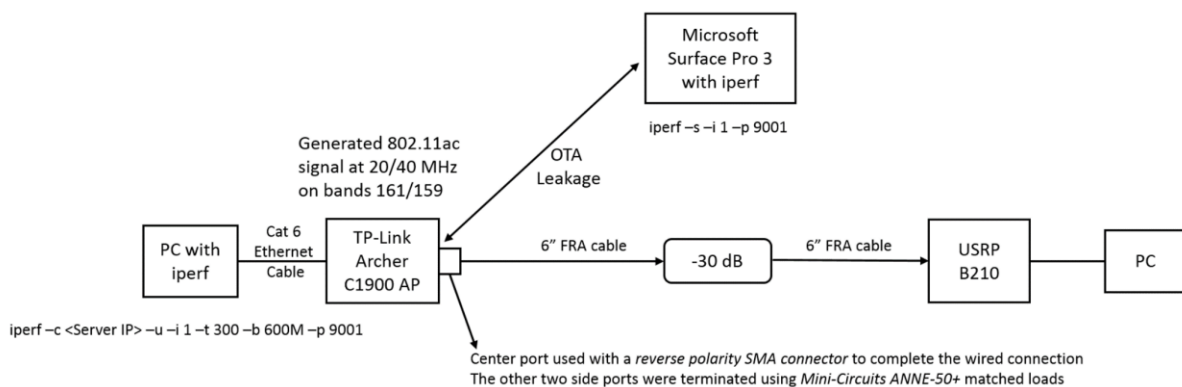 Microsoft
Surface Pro 3
with iperf
iperf –s –i 1 –p 9001
Generated 802.11ac
signal at 20/40 MHz
on bands 161/159
OTA
Leakage
PC with
iperf
Cat 6
Ethernet
Cable
TP-Link
Archer
C1900 AP
6” FRA cable
-30 dB
6” FRA cable
USRP
B210
PC
iperf –c <Server IP> –u –i 1 –t 300 –b 600M –p 9001
Center port used with a reverse polarity SMA connector to complete the wired connection
The other two side ports were terminated using Mini-Circuits ANNE-50+ matched loads